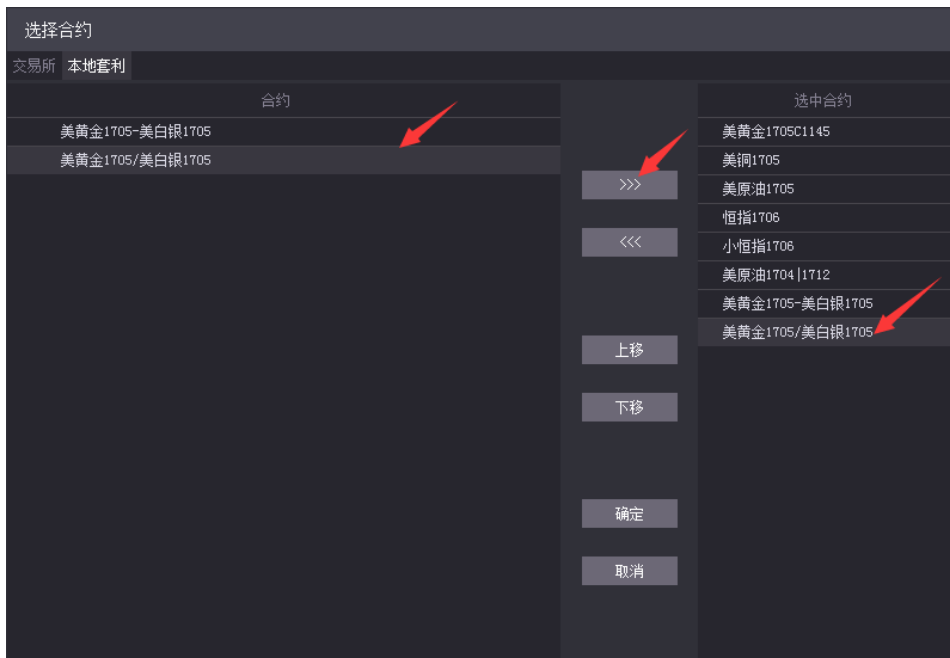 选择合约
交易所 本地套利
合约
美黄金1705-美白银1705
美黄金1705/美白银1705
>>>
<<<
上移
下移
确定
取消
选中合约
美黄金1705C1145
美铜1705
美原油1705
恒指1706
小恒指1706
美原油1704|1712
美黄金1705-美白银1705
美黄金1705/美白银1705